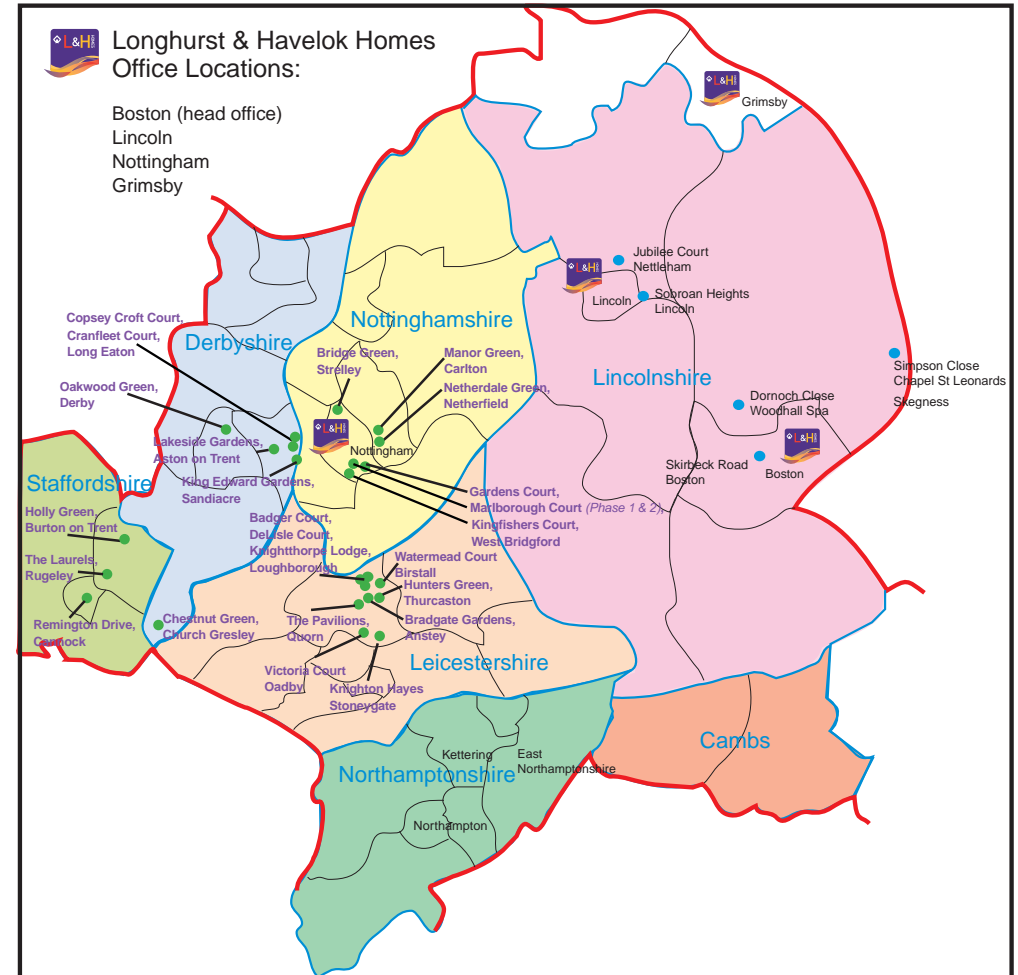 L&H
Longhurst & Havelok Homes
Office Locations:
Boston (head office)
Lincoln
Nottingham
Grimsby
L&H
Grimsby
Jubilee Court
Nettleham
L&H
Lincoln
Sobroan Heights
Lincoln
Copsey Croft Court,
Cranfleet Court,
Long Eaton
Derbyshire
Nottinghamshire
Bridge Green,
Strelley
Manor Green,
Carlton
Netherdale Green,
Netherfield
Lincolnshire
Simpson Close
Chapel St Leonards
Skegness
Oakwood Green,
Derby
Dornoch Close
Woodhall Spa
L&H
Nottingham
Lakeside Gardens,
Aston on Trent
King Edward Gardens,
Sandiacre
L&H
Skirbeck Road
Boston
Boston
Staffordshire
Holly Green,
Burton on Trent
The Laurels,
Rugeley
Remington Drive,
Cannock
Chestnut Green,
Church Gresley
Gardens Court,
Marlborough Court (Phase 1 & 2),
Kingfishers Court,
West Bridgford
Badger Court,
DeLisle Court,
Knightthorpe Lodge,
Loughborough
Watermead Court
Birstall
Hunters Green,
Thurcaston
The Pavilions,
Quorn
Bradgate Gardens,
Anstey
Leicestershire
Victoria Court
Oadby
Knighton Hayes
Stoneygate
Cambs
Kettering
East
Northamptonshire
Northamptonshire
Northampton